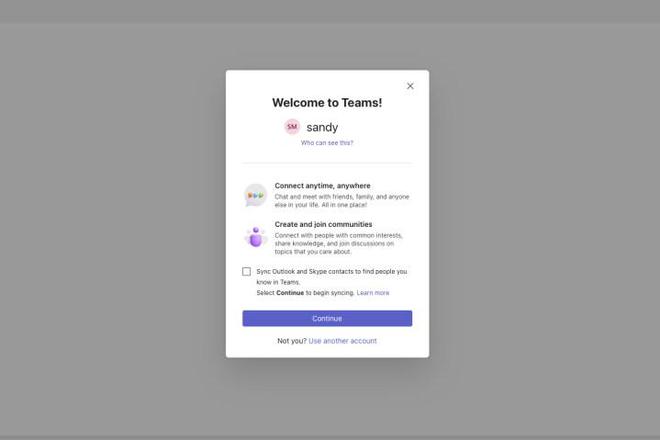 Welcome to Teams!
SM
sandy
Who can see this?
Connect anytime, anywhere
Chat and meet with friends, family, and anyone
else in your life. All in one place!
Create and join communities
Connect with people with common interests,
share knowledge, and join discussions on
topics that you care about.
Sync Outlook and Skype contacts to find people you
know in Teams.
Select Continue to begin syncing. Learn more
Continue
Not you? Use another account